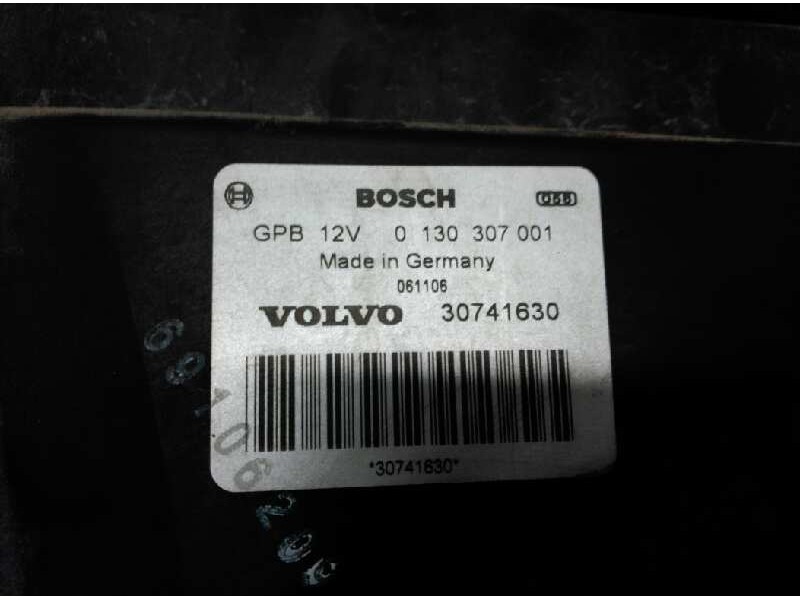 BOSCH
GPB 12V 0 130 307 001
Made in Germany
061106
VOLVO 30741630
*30741630*